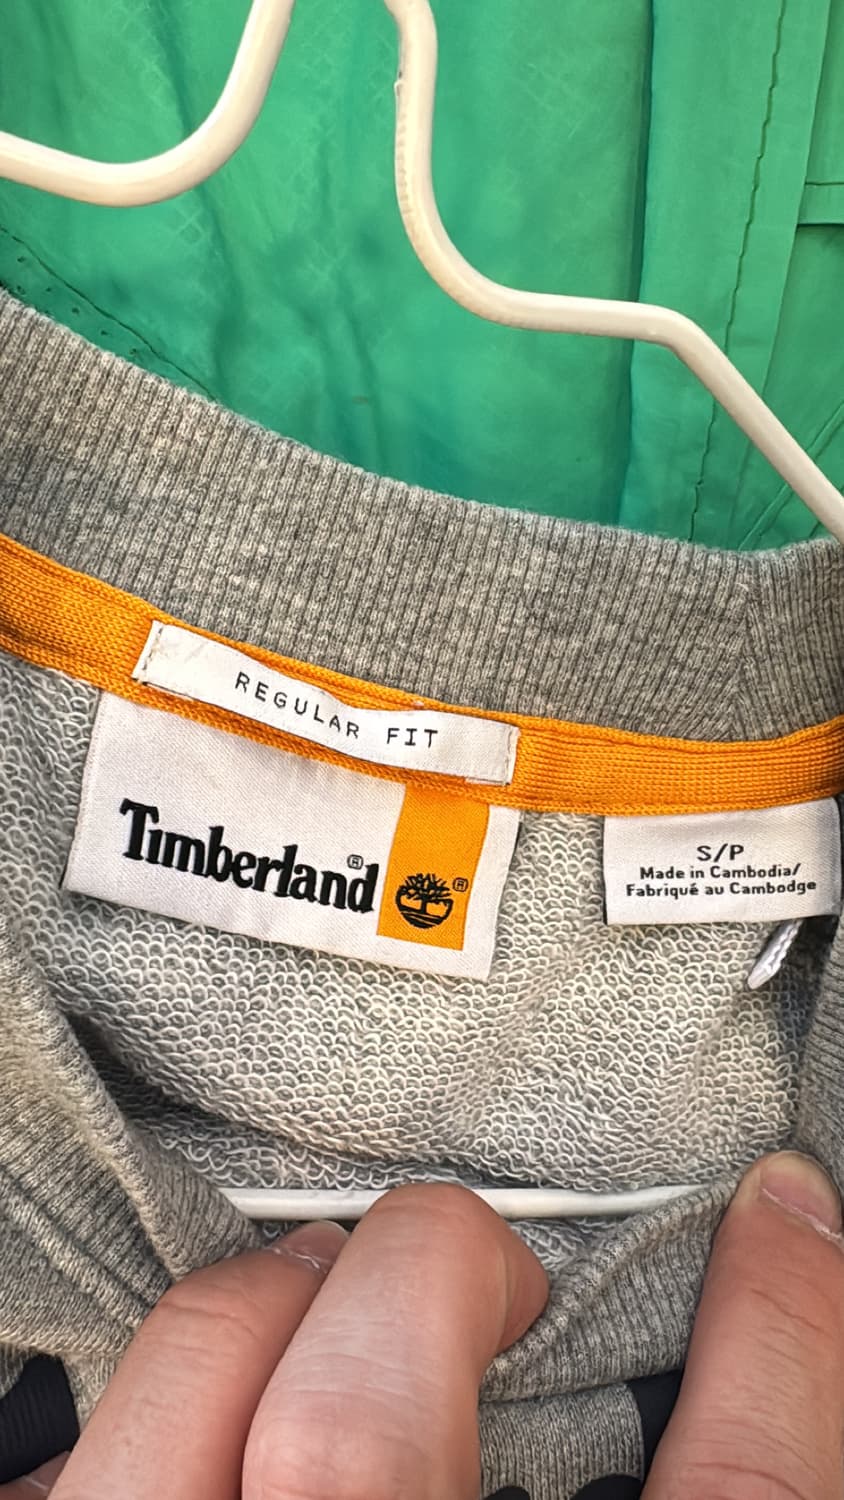 REGULAR FIT
Timberland®
®
S/P
Made in Cambodia/
Fabriqué au Cambodge